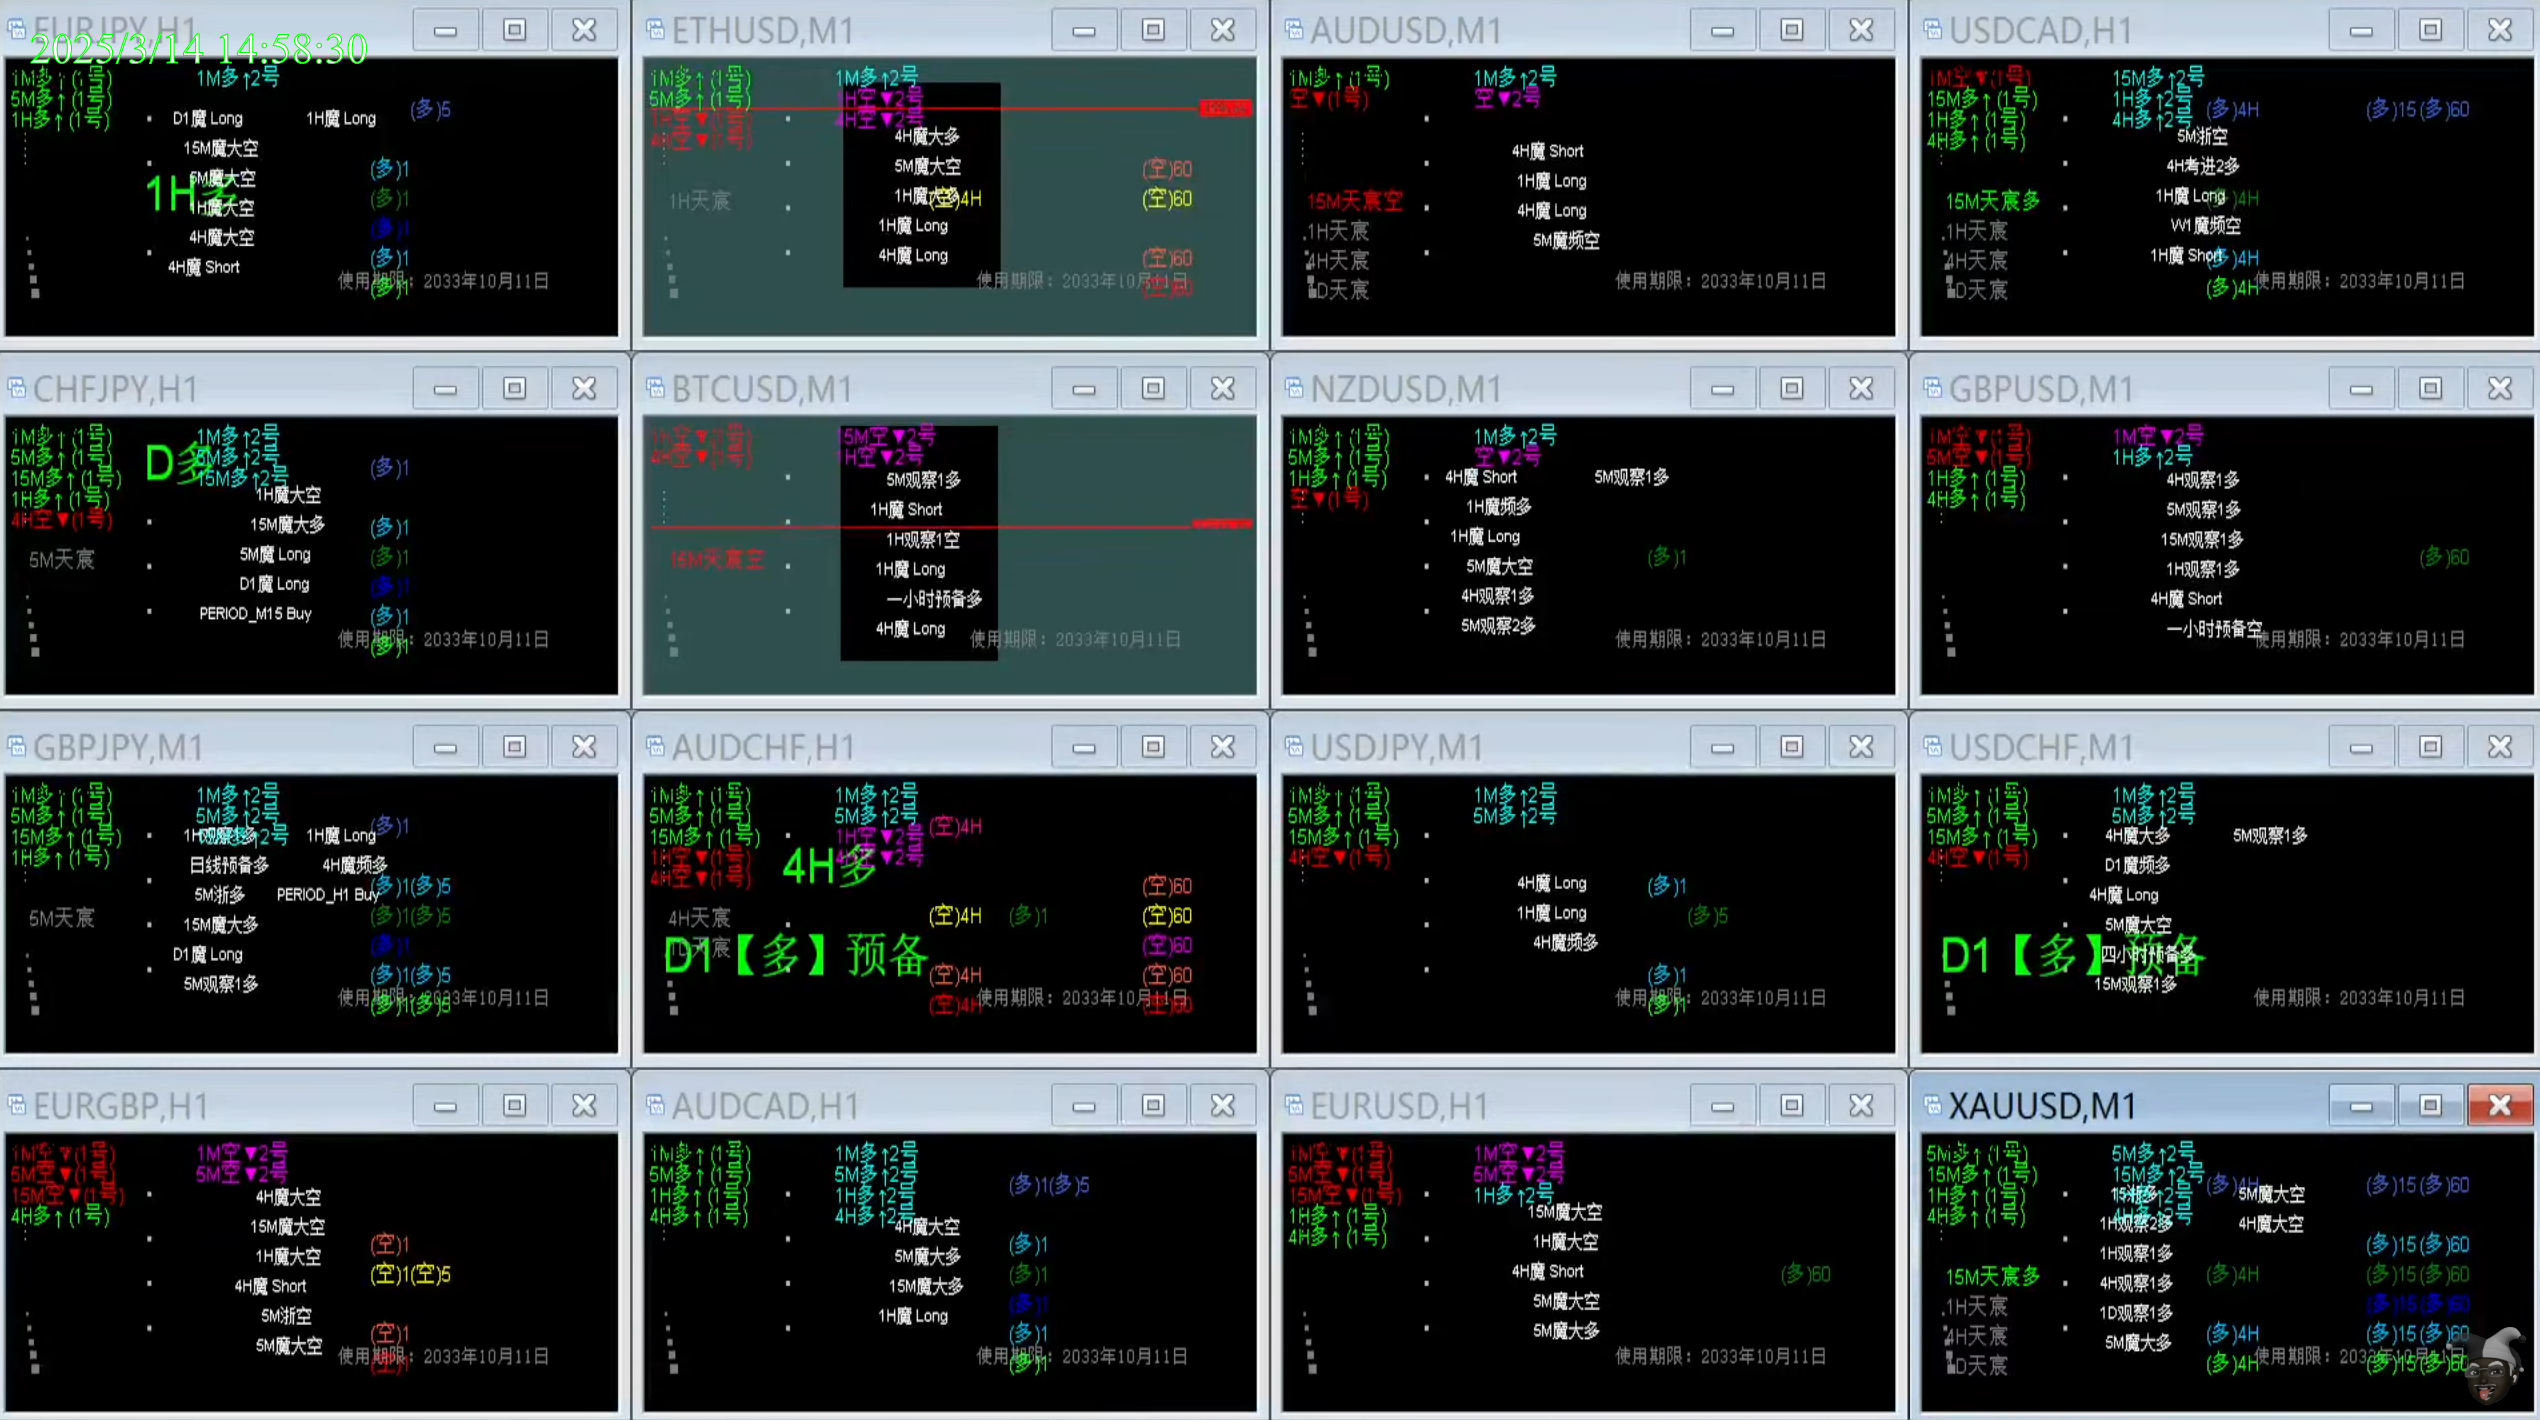 EURJPY,H1
2025/3/14 14:58:30
1M多↑(1号)
1M多↑2号
5M多↑(1号)
1H多↑(1号)
D1魔 Long
1H魔 Long
(多)5
15M魔大空
(多)1
5M魔大空
1H多
(多)1
1H魔大空
(多)1
4H魔大空
(多)1
4H魔 Short
使用期限：2033年10月11日
(多)1
ETHUSD,M1
1M多↑(1号)
1M多↑2号
5M多↑(1号)
1H空▼2号
1H空▼(1号)
4H空▼2号
4H空▼(1号)
4H魔大多
5M魔大空
(空)60
1H天宸
1H魔大多
(空)4H
(空)60
1H魔 Long
4H魔 Long
(空)60
使用期限：2033年10月11日
(空)60
AUDUSD,M1
1M多↑(1号)
1M多↑2号
空▼(1号)
空▼2号
4H魔 Short
1H魔 Long
15M天宸空
4H魔 Long
1H天宸
5M魔频空
4H天宸
D天宸
使用期限：2033年10月11日
USDCAD,H1
1M空▼(1号)
15M多↑2号
15M多↑(1号)
1H多↑2号
(多)4H
(多)15(多)60
1H多↑(1号)
4H多↑2号
4H多↑(1号)
5M浙空
4H考进2多
15M天宸多
1H魔 Long
(多)4H
1H天宸
W1魔频空
4H天宸
1H魔 Short
(多)4H
D天宸
(多)4H
使用期限：2033年10月11日
CHFJPY,H1
1M多↑(1号)
1M多↑2号
5M多↑(1号)
5M多↑2号
D多
(多)1
15M多↑(1号)
15M多↑2号
1H多↑(1号)
1H魔大空
4H空▼(1号)
15M魔大多
(多)1
5M天宸
5M魔 Long
(多)1
D1魔 Long
(多)1
PERIOD_M15 Buy
(多)1
使用期限：2033年10月11日
(多)1
BTCUSD,M1
1H空▼(1号)
15M空▼2号
4H空▼(1号)
1H空▼2号
5M观察1多
1H魔 Short
1H观察1空
15M天宸空
1H魔 Long
一小时预备多
4H魔 Long
使用期限：2033年10月11日
NZDUSD,M1
1M多↑(1号)
1M多↑2号
5M多↑(1号)
空▼2号
1H多↑(1号)
4H魔 Short
5M观察1多
空▼(1号)
1H魔频多
1H魔 Long
(多)1
5M魔大空
4H观察1多
5M观察2多
使用期限：2033年10月11日
GBPUSD,M1
1M空▼(1号)
1M空▼2号
5M空▼(1号)
1H多↑2号
1H多↑(1号)
4H观察1多
4H多↑(1号)
5M观察1多
15M观察1多
(多)60
1H观察1多
4H魔 Short
一小时预备空
使用期限：2033年10月11日
GBPJPY,M1
1M多↑(1号)
1M多↑2号
5M多↑(1号)
5M多↑2号
(多)1
15M多↑(1号)
1H观察1多
1H魔 Long
1H多↑(1号)
日线预备多
4H魔频多
(多)1(多)5
5M浙多
PERIOD_H1 Buy
5M天宸
15M魔大多
(多)1(多)5
D1魔 Long
(多)1
5M观察1多
(多)1(多)5
使用期限：2033年10月11日
(多)1(多)5
AUDCHF,H1
1M多↑(1号)
1M多↑2号
5M多↑(1号)
5M多↑2号
15M多↑(1号)
1H空▼2号
(空)4H
1H空▼(1号)
4H空▼2号
4H空▼(1号)
4H多
(空)60
4H天宸
(空)4H
(多)1
(空)60
1D天宸
D1【多】预备
(空)60
(空)4H
(空)60
(空)4H
使用期限：2033年10月11日
(空)60
USDJPY,M1
1M多↑(1号)
1M多↑2号
5M多↑(1号)
5M多↑2号
15M多↑(1号)
4H空▼(1号)
4H魔 Long
(多)1
1H魔 Long
(多)5
4H魔频多
(多)1
使用期限：2033年10月11日
(多)1
USDCHF,M1
1M多↑(1号)
1M多↑2号
5M多↑(1号)
5M多↑2号
15M多↑(1号)
4H魔大多
5M观察1多
4H空▼(1号)
D1魔频多
4H魔 Long
5M魔大空
D1【多】预备
四小时预备多
15M观察1多
使用期限：2033年10月11日
EURGBP,H1
1M空▼(1号)
1M空▼2号
5M空▼(1号)
5M空▼2号
15M空▼(1号)
4H魔大空
4H多↑(1号)
15M魔大空
(空)1
1H魔大空
(空)1(空)5
4H魔 Short
5M浙空
(空)1
5M魔大空
使用期限：2033年10月11日
(空)1
AUDCAD,H1
1M多↑(1号)
1M多↑2号
5M多↑(1号)
5M多↑2号
(多)1(多)5
1H多↑(1号)
1H多↑2号
4H多↑(1号)
4H多↑2号
4H魔大空
(多)1
5M魔大多
(多)1
15M魔大多
(多)1
1H魔 Long
(多)1
使用期限：2033年10月11日
(多)1
EURUSD,H1
1M空▼(1号)
1M空▼2号
5M空▼(1号)
5M空▼2号
15M空▼(1号)
1H多↑2号
1H多↑(1号)
15M魔大空
4H多↑(1号)
1H魔大空
4H魔 Short
(多)60
5M魔大空
5M魔大多
使用期限：2033年10月11日
XAUUSD,M1
5M多↑(1号)
5M多↑2号
15M多↑(1号)
15M多↑2号
(多)4H
(多)15(多)60
1H多↑(1号)
15M浙多
5M魔大空
4H多↑(1号)
4H多↑2号
1H观察2多
4H魔大空
1H观察1多
(多)15(多)60
15M天宸多
4H观察1多
(多)4H
(多)15(多)60
1H天宸
1D观察1多
(多)15(多)60
4H天宸
5M魔大多
(多)4H
(多)15(多)60
1D天宸
(多)4H
使用期限：2033年10月11日
(多)15(多)60